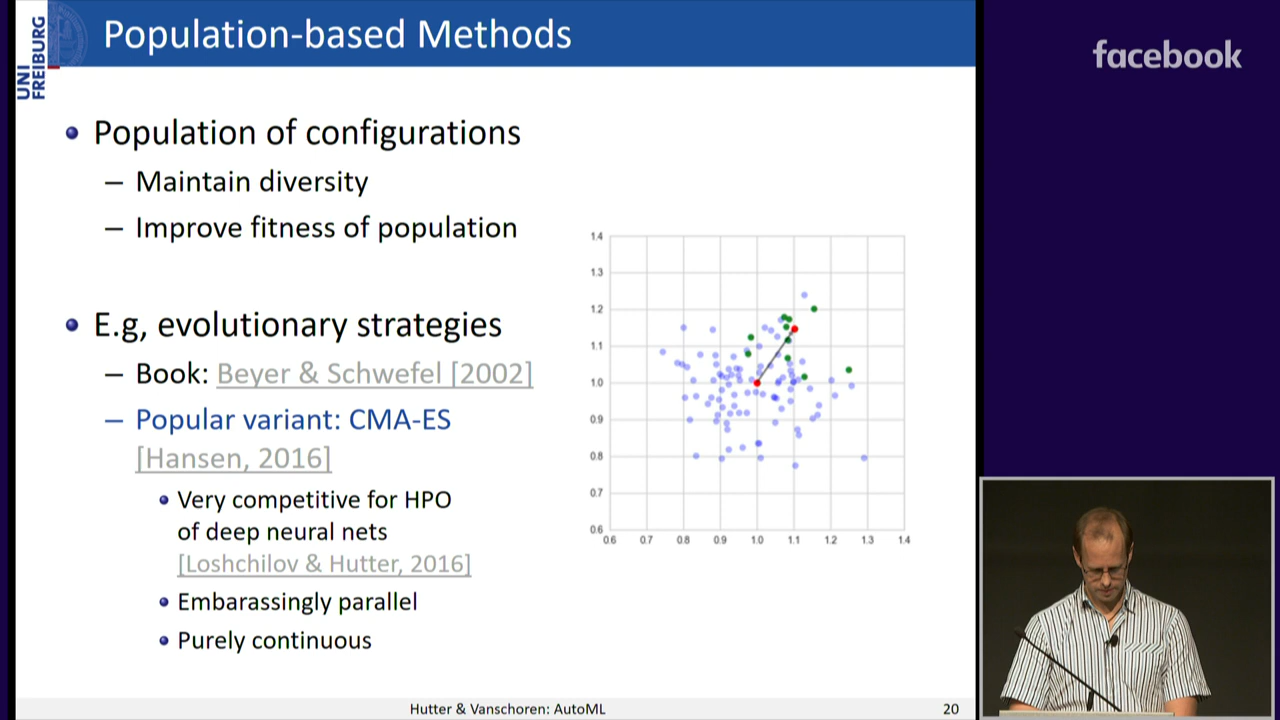 UNI
FREIBURG
Population-based Methods
facebook
Population of configurations
– Maintain diversity
– Improve fitness of population
E.g, evolutionary strategies
– Book: Beyer & Schwefel [2002]
– Popular variant: CMA-ES
[Hansen, 2016]
Very competitive for HPO
of deep neural nets
[Loshchilov & Hutter, 2016]
Embarassingly parallel
Purely continuous
1.4
1.3
1.2
1.1
1.0
0.9
0.8
0.7
0.6
0.6 0.7 0.8 0.9 1.0 1.1 1.2 1.3 1.4
Hutter & Vanschoren: AutoML
20